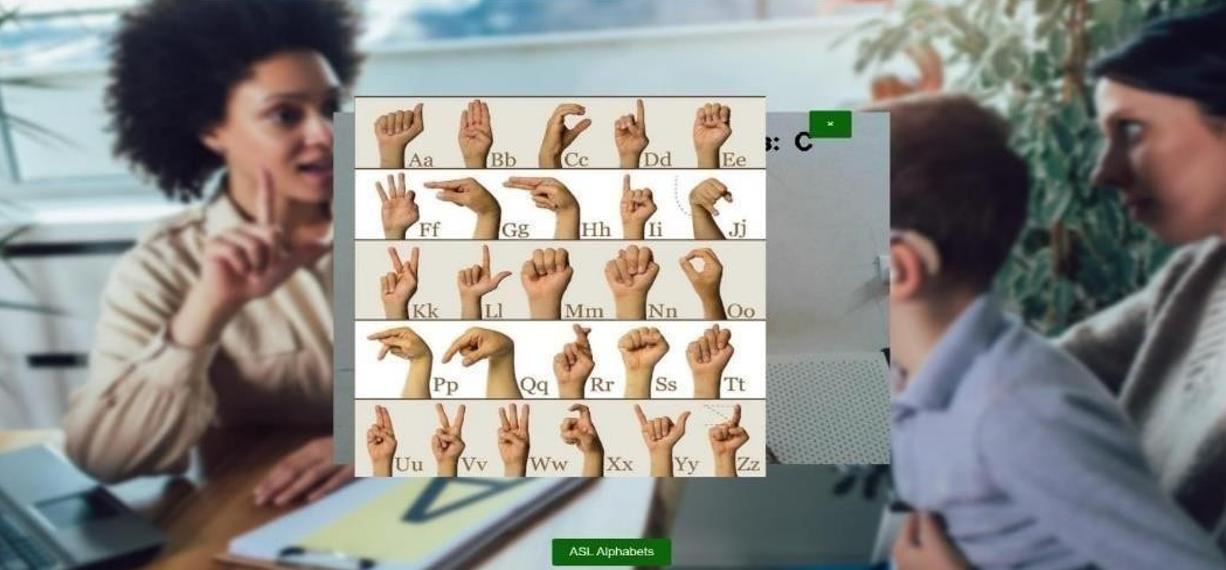 Aa Bb Cc Dd Ee
s: C
×
Ff Gg Hh Ii Jj
Kk Ll Mm Nn Oo
Pp Qq Rr Ss Tt
Uu Vv Ww Xx Yy Zz
ASL Alphabets